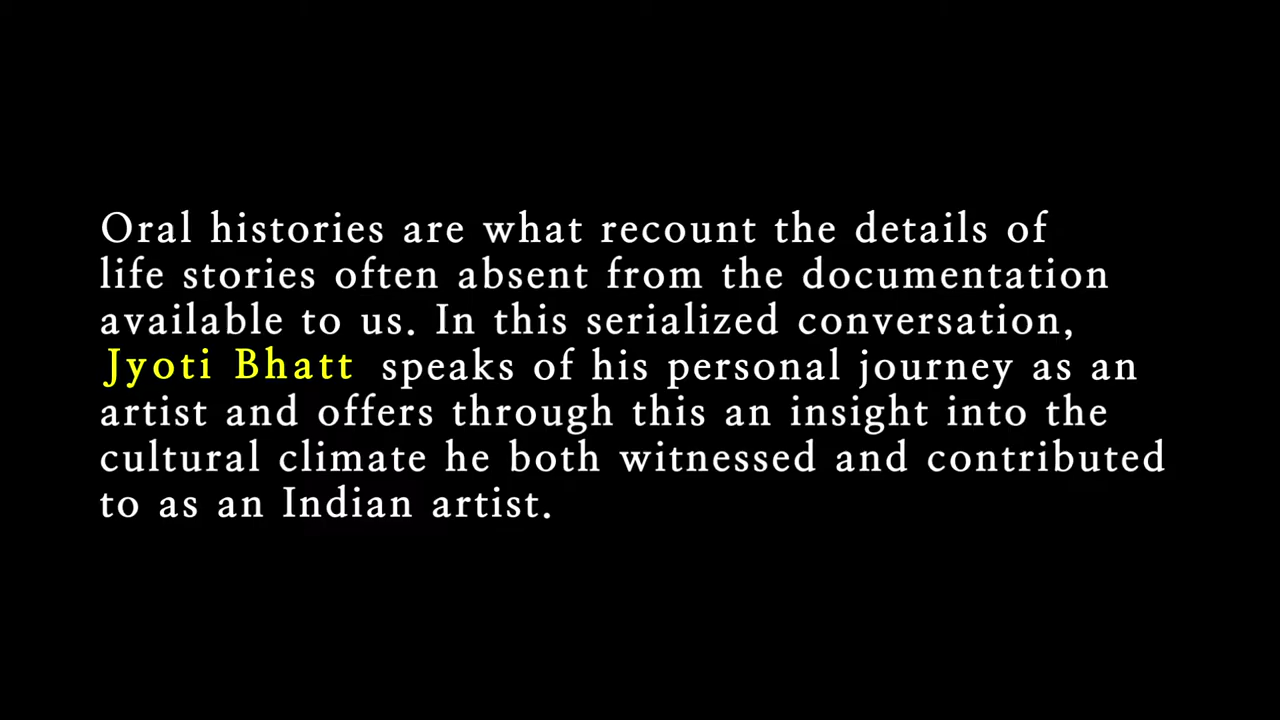 Oral histories are what recount the details of
life stories often absent from the documentation
available to us. In this serialized conversation,
Jyoti Bhatt speaks of his personal journey as an
artist and offers through this an insight into the
cultural climate he both witnessed and contributed
to as an Indian artist.